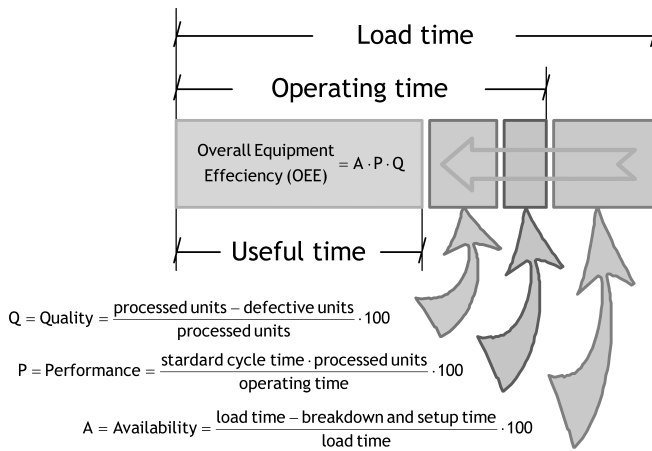 Load time
Operating time
Overall Equipment
Effeciency (OEE) = A · P · Q
Useful time
Q = Quality = (processed units − defective units) / processed units · 100
P = Performance = (stardard cycle time · processed units) / operating time · 100
A = Availability = (load time − breakdown and setup time) / load time · 100